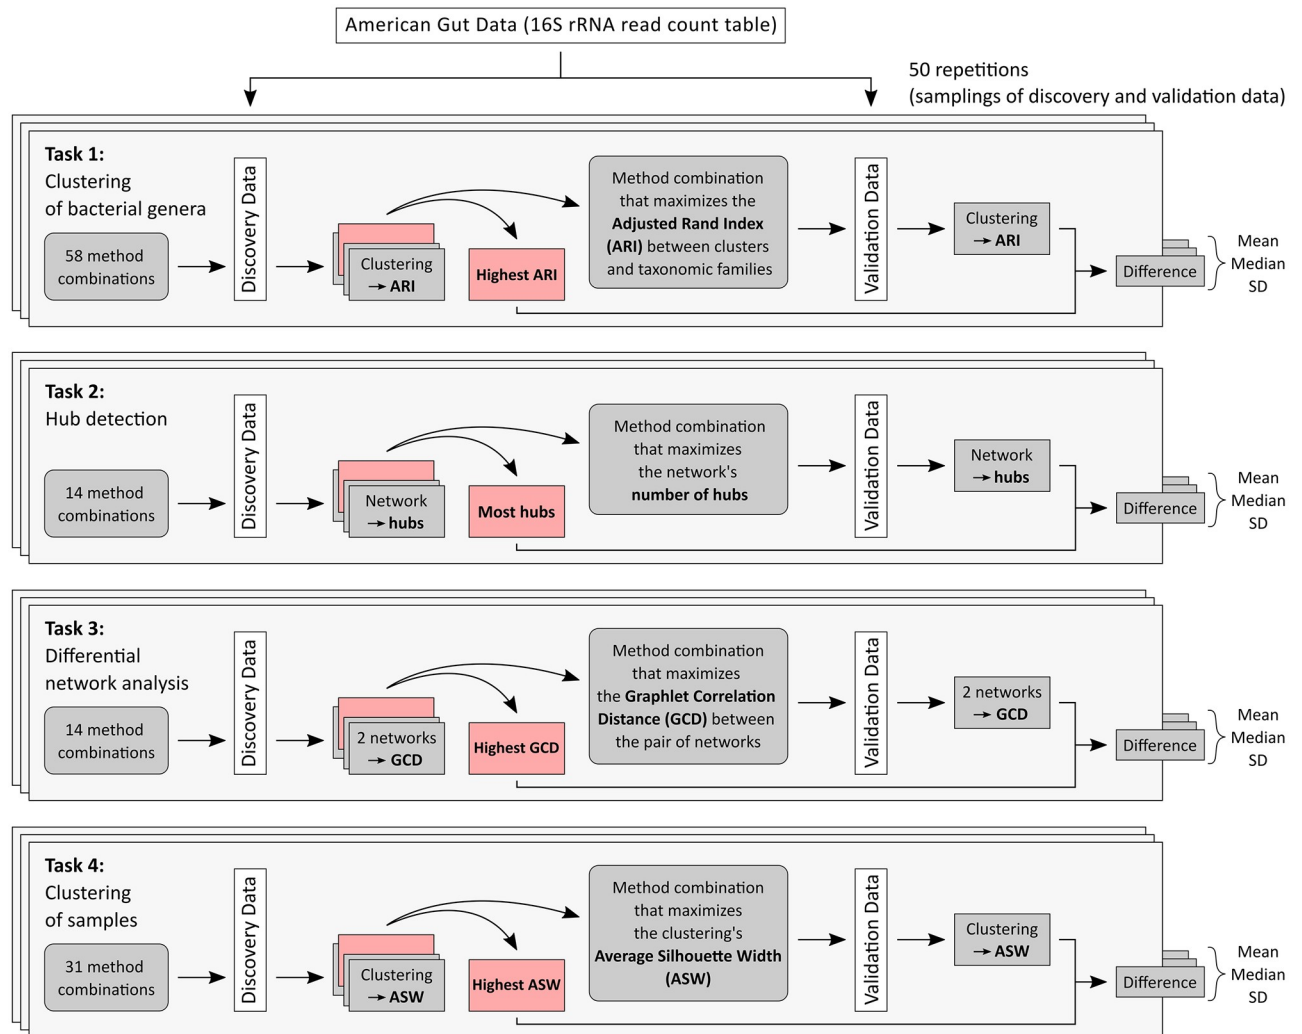 American Gut Data (16S rRNA read count table)
50 repetitions
(samplings of discovery and validation data)
Task 1:
Clustering
of bacterial genera
58 method
combinations
Discovery Data
Clustering
→ ARI
Highest ARI
Method combination
that maximizes the
Adjusted Rand Index
(ARI) between clusters
and taxonomic families
Validation Data
Clustering
→ ARI
Difference
Mean
Median
SD
Task 2:
Hub detection
14 method
combinations
Discovery Data
Network
→ hubs
Most hubs
Method combination
that maximizes
the network's
number of hubs
Validation Data
Network
→ hubs
Difference
Mean
Median
SD
Task 3:
Differential
network analysis
14 method
combinations
Discovery Data
2 networks
→ GCD
Highest GCD
Method combination
that maximizes
the Graphlet Correlation
Distance (GCD) between
the pair of networks
Validation Data
2 networks
→ GCD
Difference
Mean
Median
SD
Task 4:
Clustering
of samples
31 method
combinations
Discovery Data
Clustering
→ ASW
Highest ASW
Method combination
that maximizes
the clustering's
Average Silhouette Width
(ASW)
Validation Data
Clustering
→ ASW
Difference
Mean
Median
SD